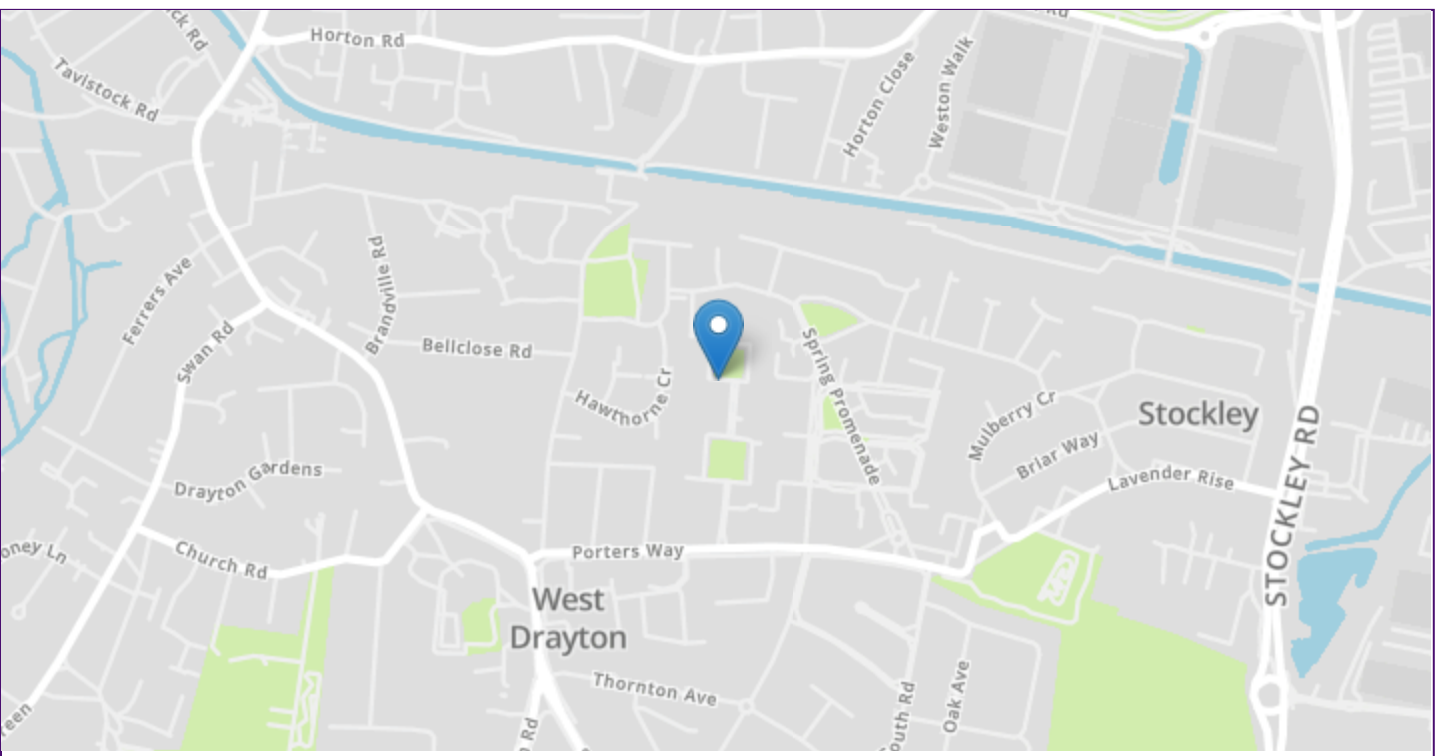 Rd
Horton Rd
Tavistock Rd
Horton Close
Weston Walk
Ferrers Ave
Brandville Rd
Swan Rd
Bellclose Rd
Hawthorne Cr
Spring Promenade
Mulberry Cr
Stockley
Briar Way
Lavender Rise
STOCKLEY RD
Drayton Gardens
Church Rd
Porters Way
West
Drayton
Thornton Ave
Oak Ave
Rd